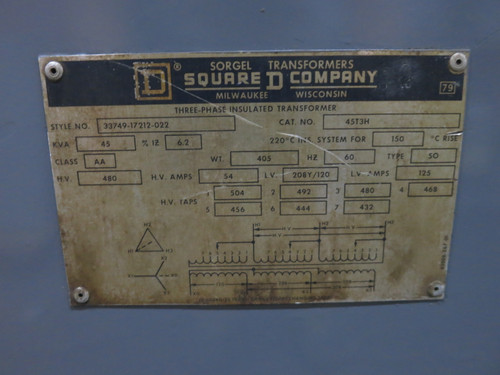 SORGEL TRANSFORMERS
D ® SQUARE D COMPANY
MILWAUKEE WISCONSIN 79
THREE-PHASE INSULATED TRANSFORMER
STYLE NO. 33749-17212-022 CAT. NO. 45T3H
KVA 45 % IZ 6.2 220°C INS. SYSTEM FOR 150 °C RISE
CLASS AA WT. 405 HZ 60 TYPE SO
H.V. 480 H.V. AMPS 54 L.V. 208Y/120 L.V. AMPS 125
H.V. TAPS 1 504 2 492 3 480 4 468
5 456 6 444 7 432